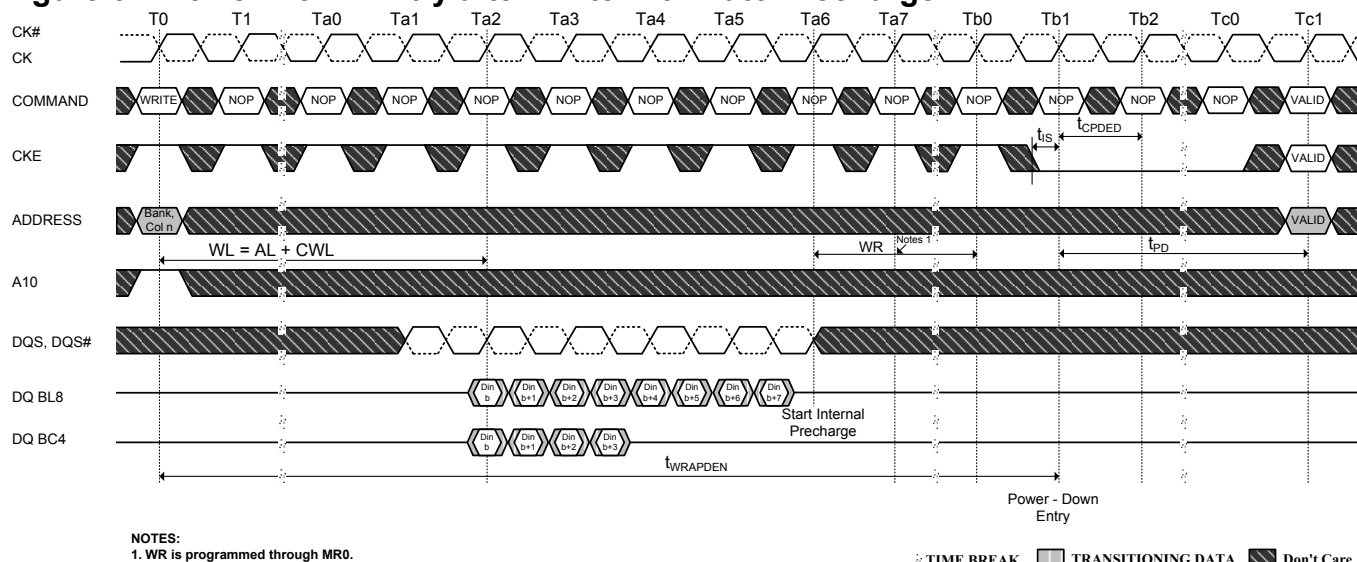 T0 T1 Ta0 Ta1 Ta2 Ta3 Ta4 Ta5 Ta6 Ta7 Tb0 Tb1 Tb2 Tc0 Tc1
CK#
CK
COMMAND WRITE NOP NOP NOP NOP NOP NOP NOP NOP NOP NOP NOP NOP NOP VALID
tIS tCPDED
CKE VALID
ADDRESS Bank, Col n VALID
WL = AL + CWL WR Notes 1 tPD
A10
DQS, DQS#
DQ BL8 Din b Din b+1 Din b+2 Din b+3 Din b+4 Din b+5 Din b+6 Din b+7
Start Internal
Precharge
DQ BC4 Din b Din b+1 Din b+2 Din b+3
tWRAPDEN
Power - Down
Entry
NOTES:
1. WR is programmed through MR0.
TIME BREAK TRANSITIONING DATA Don't Care